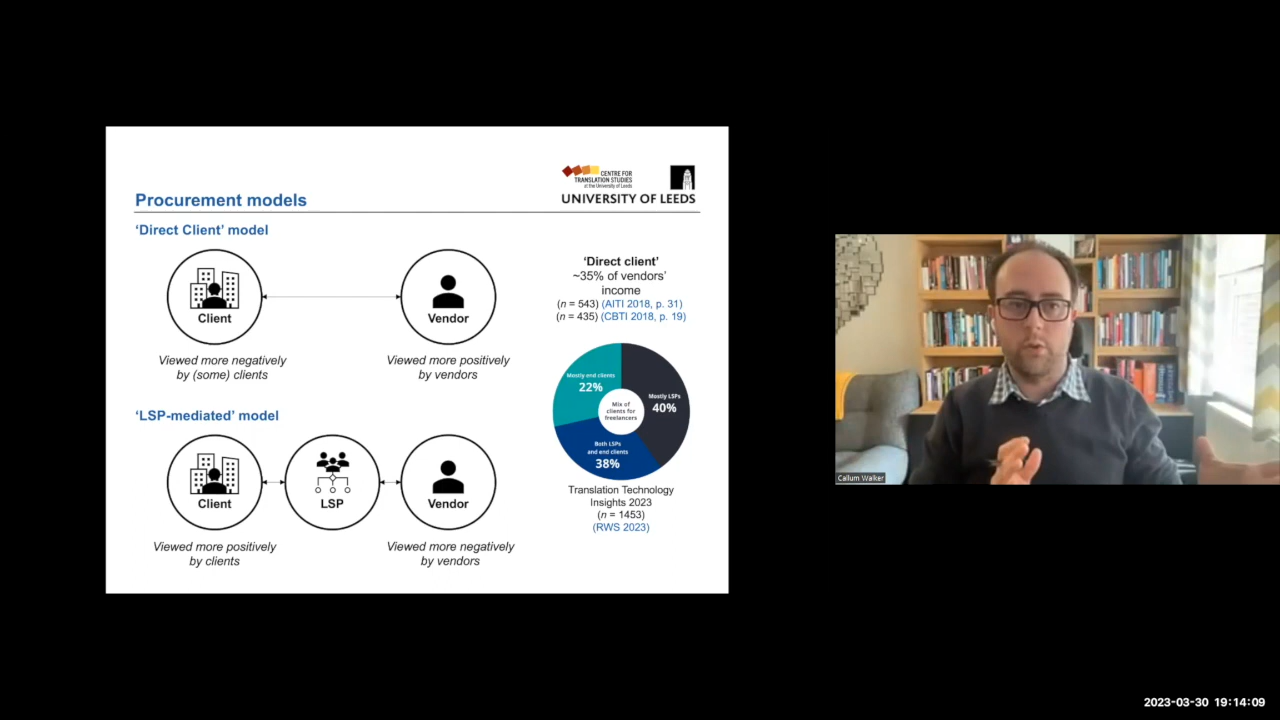 CENTRE FOR
TRANSLATION STUDIES
at the University of Leeds
UNIVERSITY OF LEEDS
Procurement models
‘Direct Client’ model
Client
Vendor
Viewed more negatively
by (some) clients
Viewed more positively
by vendors
‘LSP-mediated’ model
Client
LSP
Vendor
Viewed more positively
by clients
Viewed more negatively
by vendors
‘Direct client’
~35% of vendors’
income
(n = 543) (AITI 2018, p. 31)
(n = 435) (CBTI 2018, p. 19)
Mostly end clients
22%
Mostly LSPs
40%
Mix of
clients for
freelancers
Both LSPs
and end clients
38%
Translation Technology
Insights 2023
(n = 1453)
(RWS 2023)
Callum Walker
2023-03-30 19:14:09